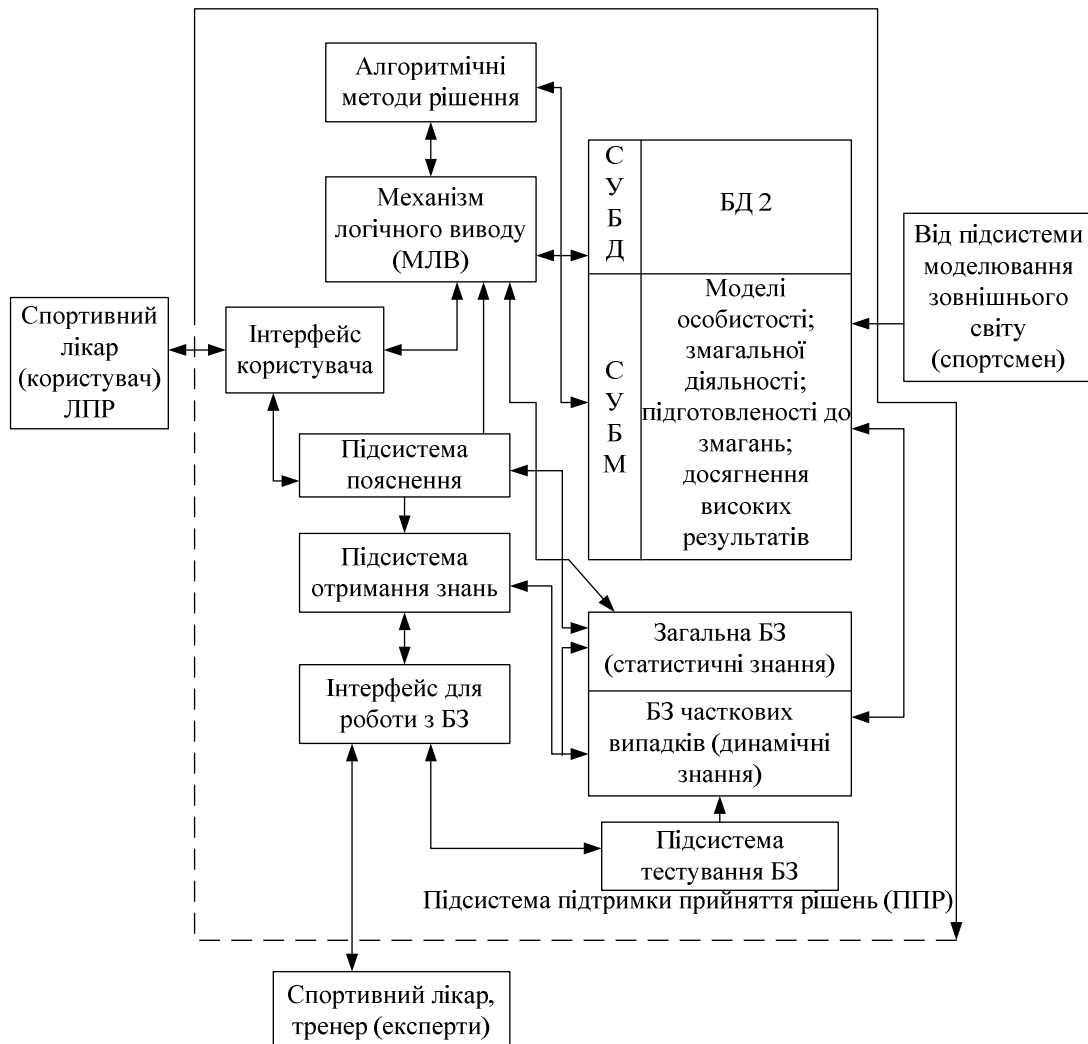 Алгоритмічні
методи рішення
Механізм
логічного виводу
(МЛВ)
С
У
Б
Д
БД 2
Від підсистеми
моделювання
зовнішнього
світу
(спортсмен)
Спортивний
лікар
(користувач)
ЛПР
Інтерфейс
користувача
С
У
Б
М
Моделі
особистості;
змагальної
діяльності;
підготовленості до
змагань;
досягнення
високих
результатів
Підсистема
пояснення
Підсистема
отримання знань
Загальна БЗ
(статистичні знання)
Інтерфейс для
роботи з БЗ
БЗ часткових
випадків (динамічні
знання)
Підсистема
тестування БЗ
Підсистема підтримки прийняття рішень (ППР)
Спортивний лікар,
тренер (експерти)